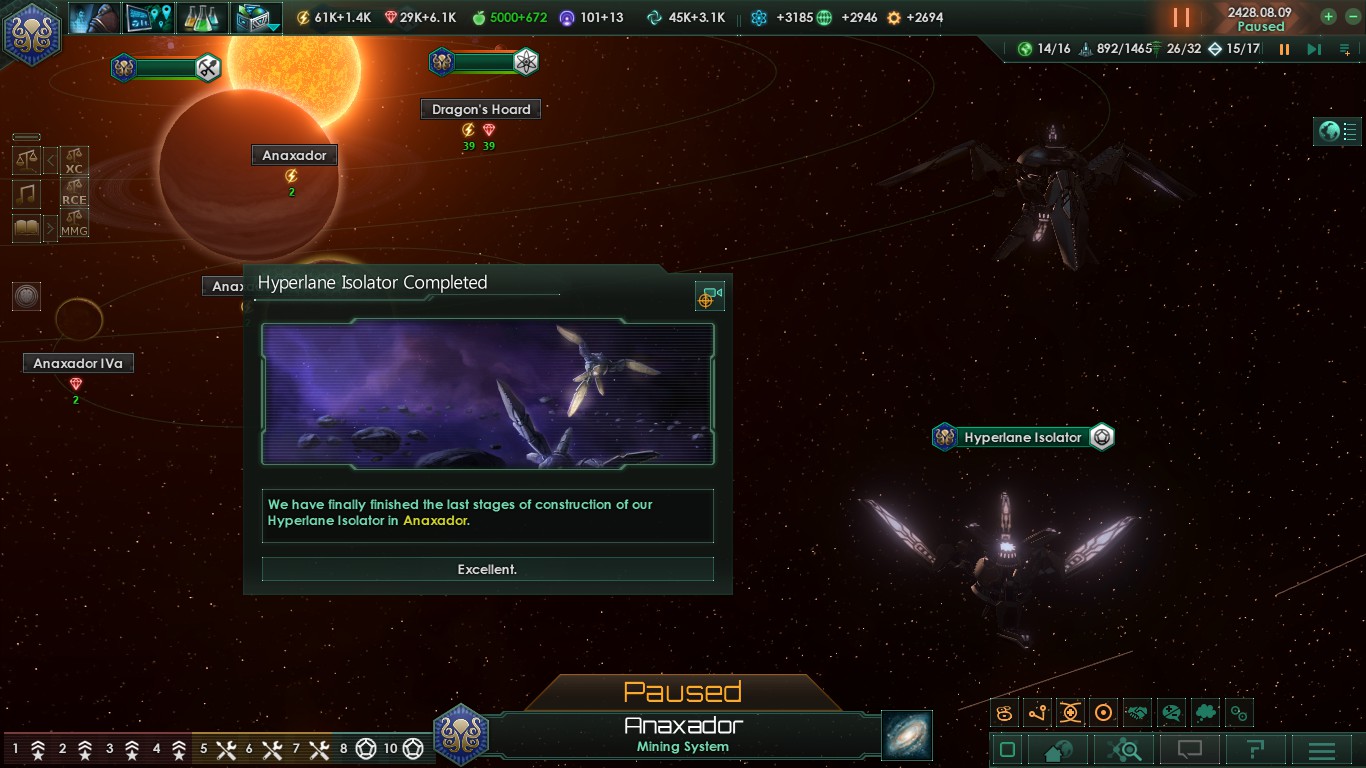 61K+1.4K 29K+6.1K 5000+672 101+13 45K+3.1K +3185 +2946 +2694
2428.08.09
Paused
14/16 892/1465 26/32 15/17
Dragon's Hoard
39 39
Anaxador
2
XC
RCE
MMG
Anax
Anaxador IVa
2
Hyperlane Isolator Completed
We have finally finished the last stages of construction of our
Hyperlane Isolator in Anaxador.
Excellent.
Hyperlane Isolator
Paused
Anaxador
Mining System
1 2 3 4 5 6 7 8 10